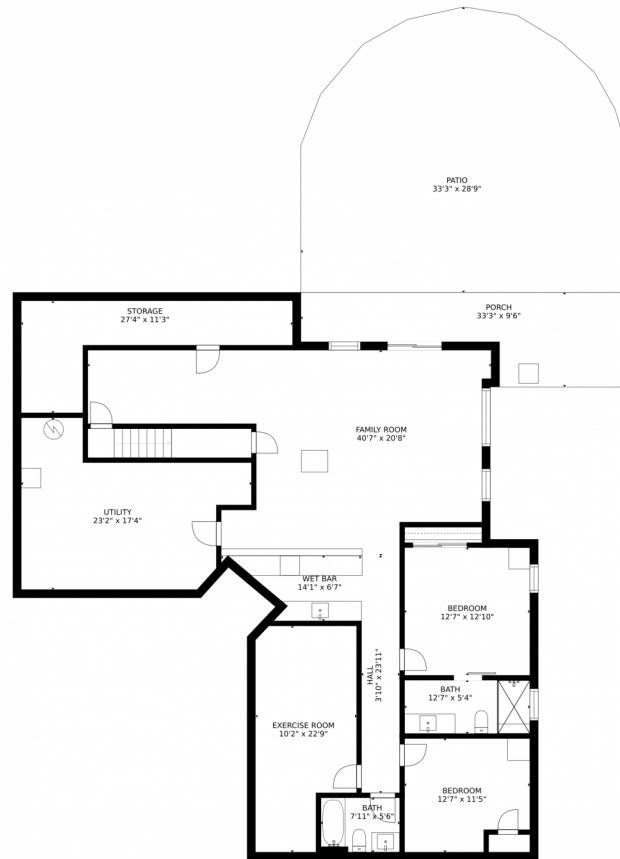 PATIO
33'3" x 28'9"
STORAGE
27'4" x 11'3"
PORCH
33'3" x 9'6"
FAMILY ROOM
40'7" x 20'8"
UTILITY
23'2" x 17'4"
WET BAR
14'1" x 6'7"
BEDROOM
12'7" x 12'10"
HALL
3'10" x 23'11"
BATH
12'7" x 5'4"
EXERCISE ROOM
10'2" x 22'9"
BEDROOM
12'7" x 11'5"
BATH
7'11" x 5'6"